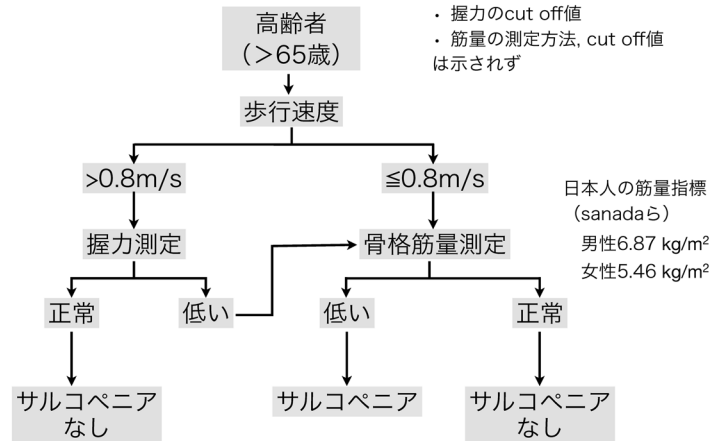 高齢者
（＞65歳）
・ 握力のcut off値
・ 筋量の測定方法, cut off値
は示されず
歩行速度
>0.8m/s
≦0.8m/s
日本人の筋量指標
（sanadaら）
男性6.87 kg/m²
女性5.46 kg/m²
握力測定
骨格筋量測定
正常
低い
低い
正常
サルコペニア
なし
サルコペニア
サルコペニア
なし